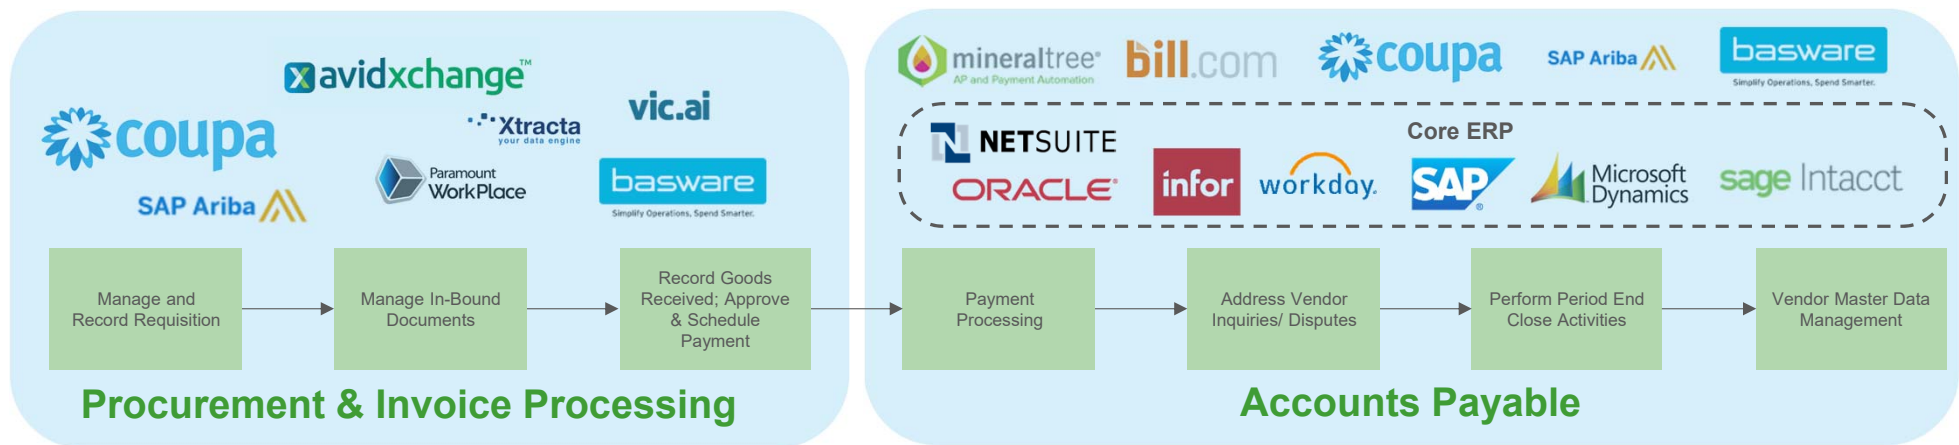 avidxchange™
coupa
Xtracta
your data engine
vic.ai
SAP Ariba
Paramount
WorkPlace
basware
Simplify Operations, Spend Smarter.
Manage and
Record Requisition
Manage In-Bound
Documents
Record Goods
Received; Approve
& Schedule
Payment
Procurement & Invoice Processing
mineraltree®
AP and Payment Automation
bill.com
coupa
SAP Ariba
basware
Simplify Operations, Spend Smarter.
Core ERP
N NETSUITE
ORACLE®
infor
workday.
SAP®
Microsoft
Dynamics
sage Intacct
Payment
Processing
Address Vendor
Inquiries/ Disputes
Perform Period End
Close Activities
Vendor Master Data
Management
Accounts Payable